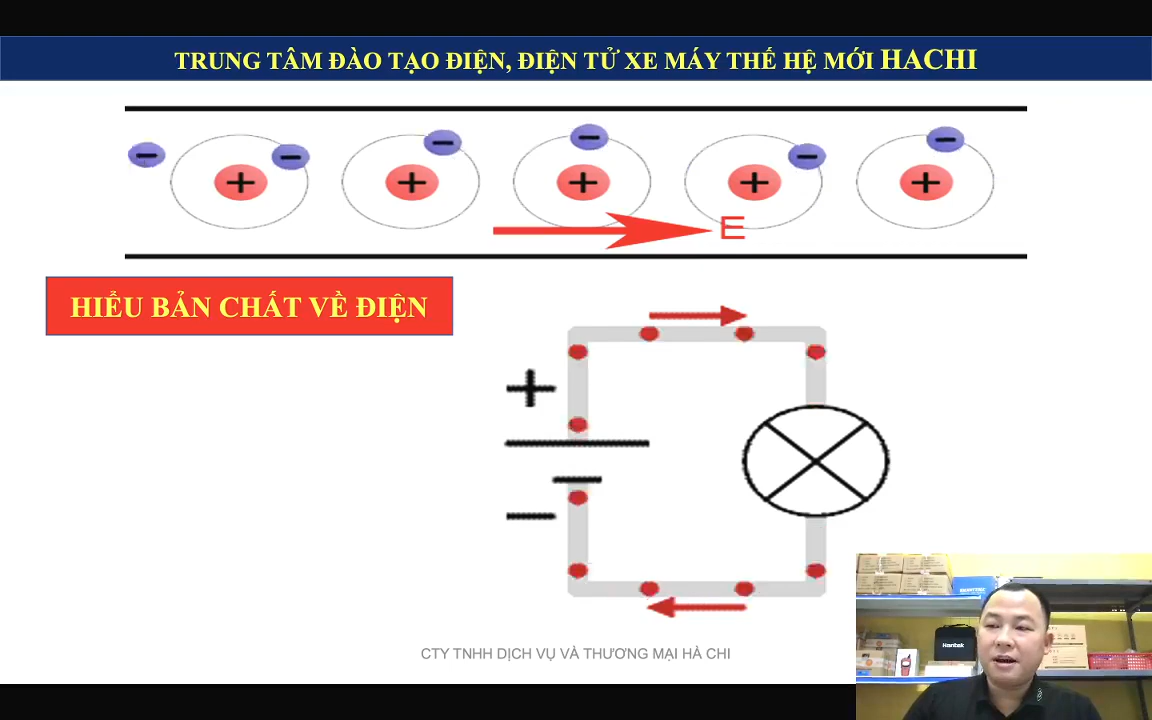 TRUNG TÂM ĐÀO TẠO ĐIỆN, ĐIỆN TỬ XE MÁY THẾ HỆ MỚI HACHI
E
HIỂU BẢN CHẤT VỀ ĐIỆN
CTY TNHH DỊCH VỤ VÀ THƯƠNG MẠI HÀ CHI
Hantek